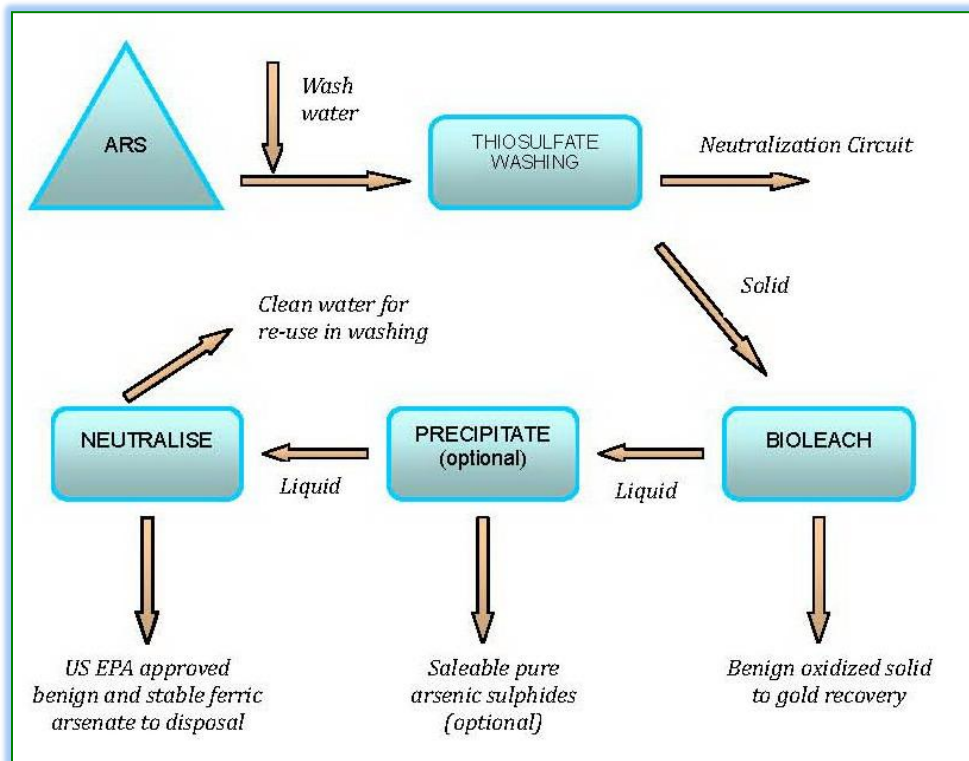 ARS
Wash
water
THIOSULFATE
WASHING
Neutralization Circuit
Solid
Clean water for
re-use in washing
NEUTRALISE
PRECIPITATE
(optional)
BIOLEACH
Liquid
Liquid
US EPA approved
benign and stable ferric
arsenate to disposal
Saleable pure
arsenic sulphides
(optional)
Benign oxidized solid
to gold recovery